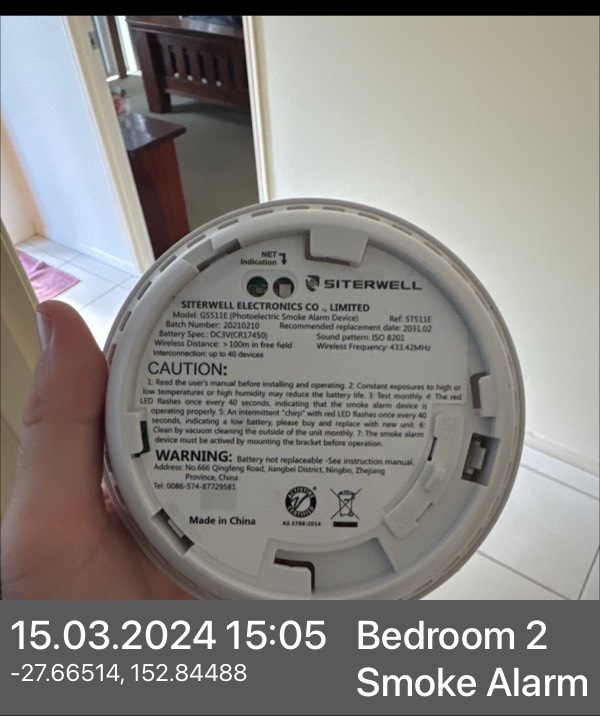 NET
Indication
SITERWELL
SITERWELL ELECTRONICS CO ., LIMITED
Model: GS511E (Photoelectric Smoke Alarm Device) Ref: ST511E
Batch Number: 20210210 Recommended replacement date: 2031.02
Battery Spec.: DC3V(CR17450) Sound pattern: ISO 8201
Wireless Distance: >100m in free field Wireless Frequency: 433.42MHz
Interconnection: up to 40 devices
CAUTION:
1: Read the user's manual before installing and operating. 2: Constant exposures to high or
low temperatures or high humidity may reduce the battery life. 3: Test monthly. 4: The red
LED flashes once every 40 seconds, indicating that the smoke alarm device is
operating properly. 5: An intermittent "chirp" with red LED flashes once every 40
seconds, indicating a low battery, please buy and replace with new unit. 6:
Clean by vacuum cleaning the outside of the unit monthly. 7: The smoke alarm
device must be actived by mounting the bracket before operation.
WARNING: Battery not replaceable -See instruction manual.
Address: No.666 Qingfeng Road, Jiangbei District, Ningbo, Zhejiang
Province, China
Tel: 0086-574-87729581
Made in China
AS 3786:2014
15.03.2024 15:05
-27.66514, 152.84488
Bedroom 2
Smoke Alarm